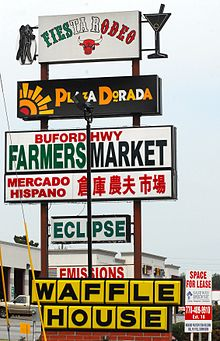 FIESTA RODEO
PLAZA DORADA
BUFORD HWY
FARMERS MARKET
MERCADO
HISPANO
倉庫農夫市場
ECLIPSE
EMISSIONS
WAFFLE
HOUSE
SPACE
FOR LEASE